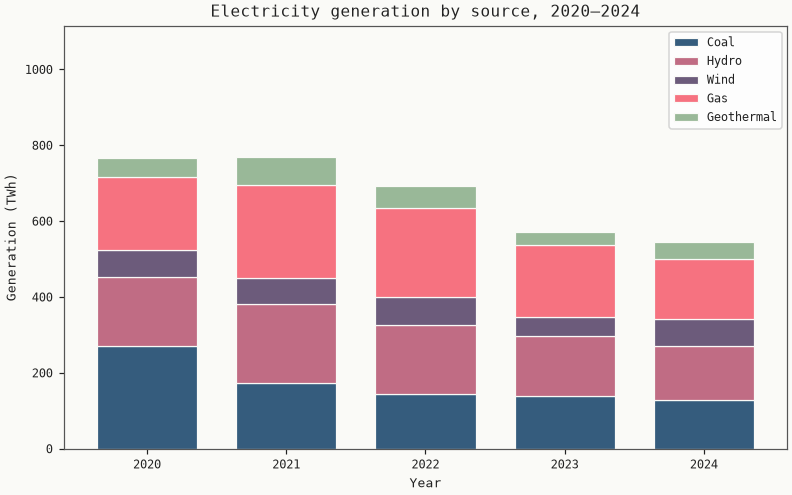 Electricity generation by source, 2020–2024
Coal
Hydro
Wind
Gas
Geothermal
Generation (TWh)
1000
800
600
400
200
0
2020 2021 2022 2023 2024
Year